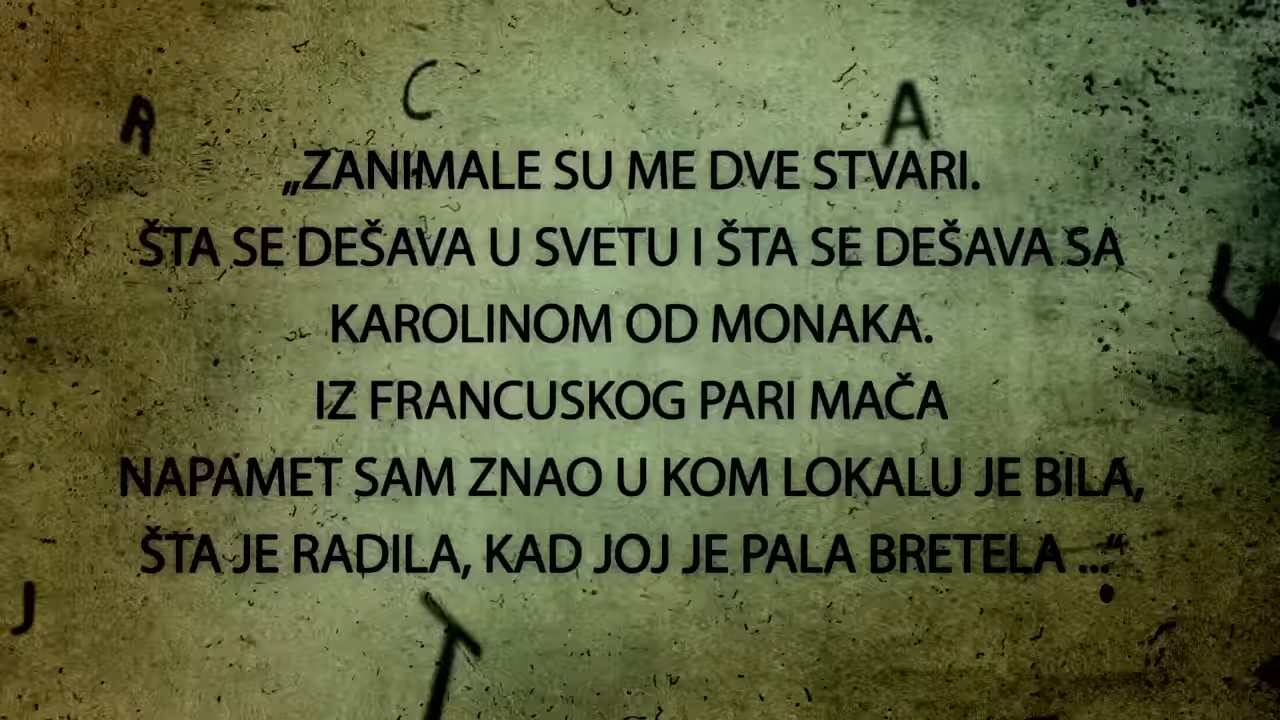 R C A
„ZANIMALE SU ME DVE STVARI.
ŠTA SE DEŠAVA U SVETU I ŠTA SE DEŠAVA SA
KAROLINOM OD MONAKA.
IZ FRANCUSKOG PARI MAČA
NAPAMET SAM ZNAO U KOM LOKALU JE BILA,
ŠTA JE RADILA, KAD JOJ JE PALA BRETELA ...“
J